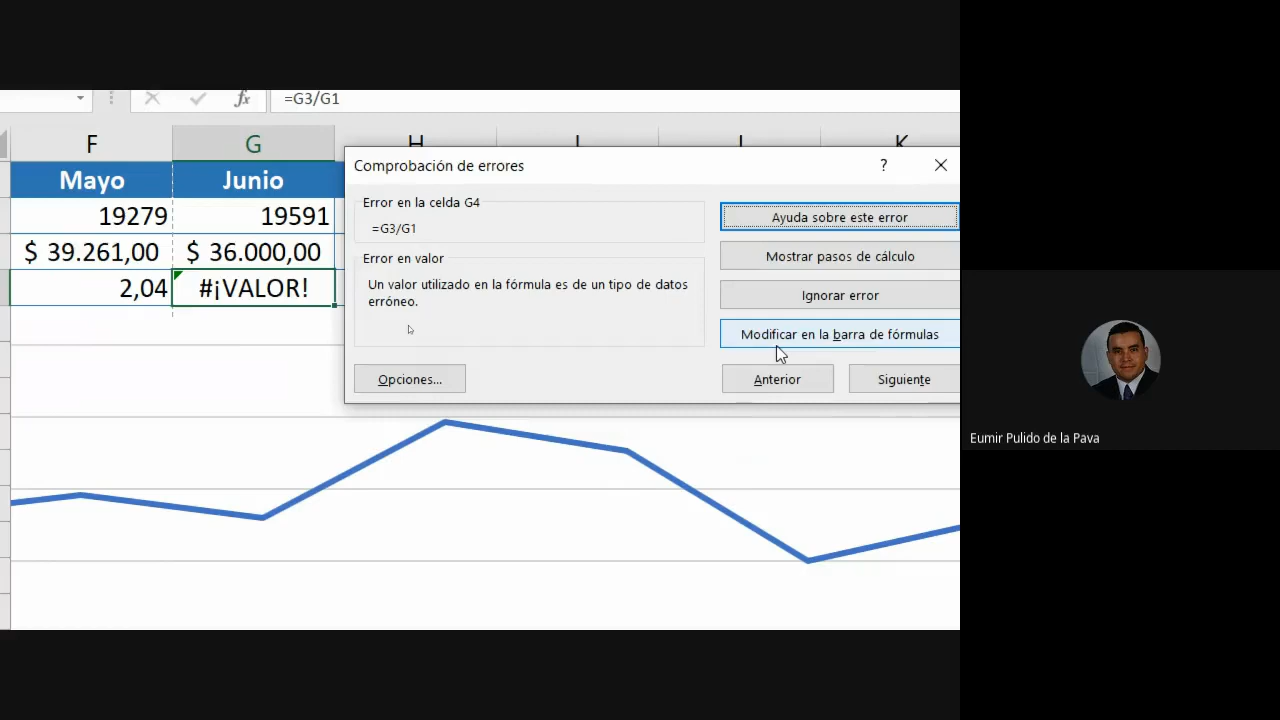 fx =G3/G1
F G H I J K
Mayo Junio
19279 19591
$ 39.261,00 $ 36.000,00
2,04 #¡VALOR!
Comprobación de errores ?
Error en la celda G4
=G3/G1
Error en valor
Un valor utilizado en la fórmula es de un tipo de datos
erróneo.
Ayuda sobre este error
Mostrar pasos de cálculo
Ignorar error
Modificar en la barra de fórmulas
Opciones...
Anterior
Siguiente
Eumir Pulido de la Pava